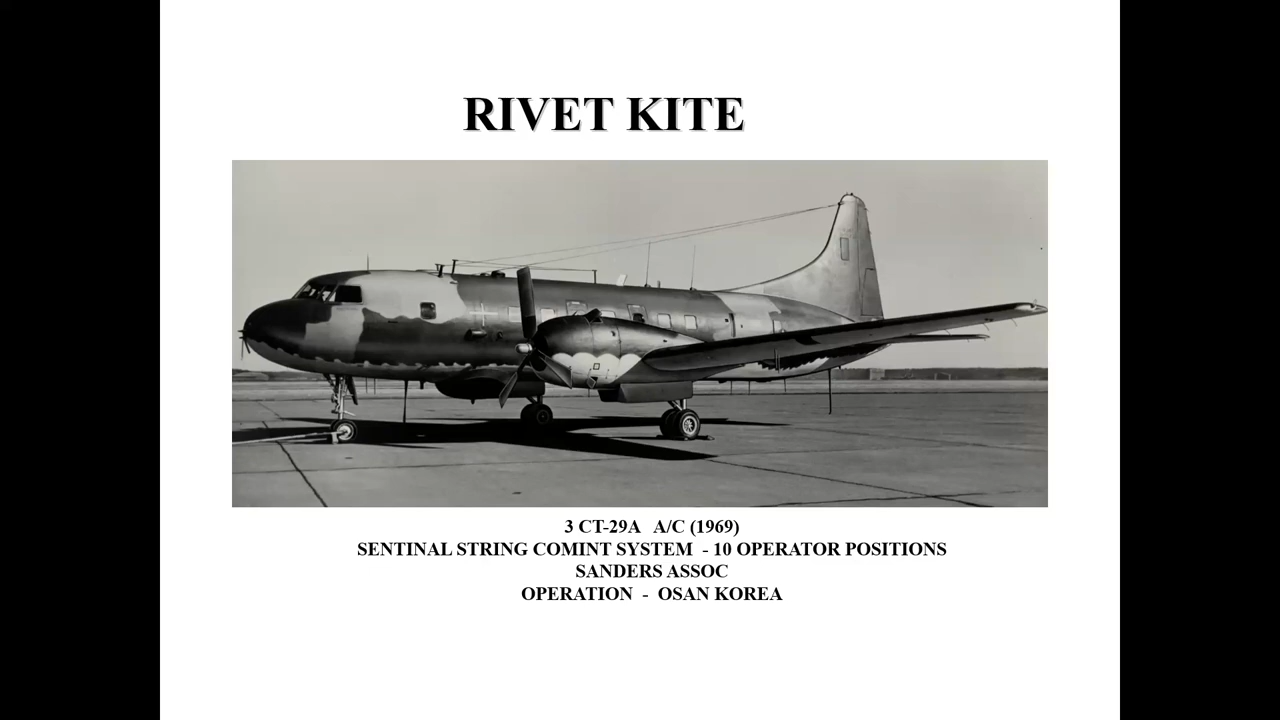 RIVET KITE
3 CT-29A A/C (1969)
SENTINAL STRING COMINT SYSTEM - 10 OPERATOR POSITIONS
SANDERS ASSOC
OPERATION - OSAN KOREA